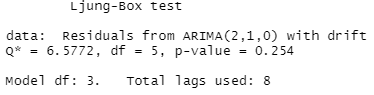 Ljung-Box test
data:  Residuals from ARIMA(2,1,0) with drift
Q* = 6.5772, df = 5, p-value = 0.254
Model df: 3.   Total lags used: 8